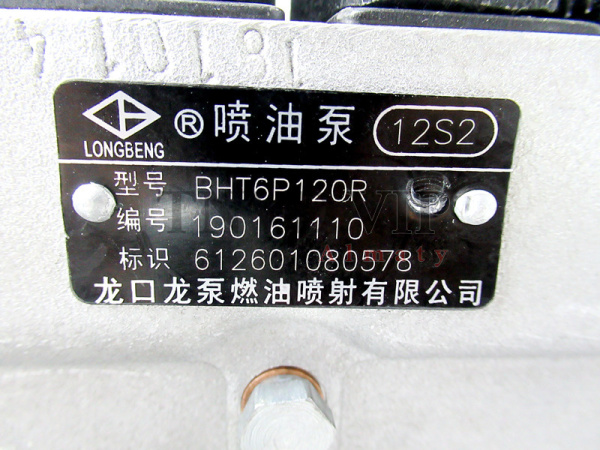 181014
LONGBENG
® 喷油泵 12S2
型号 BHT6P120R
编号 190161110
标识 612601080578
龙口龙泵燃油喷射有限公司